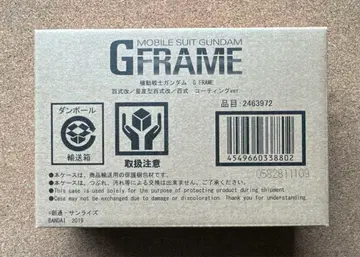 MOBILE SUIT GUNDAM
GFRAME
機動戦士ガンダム G FRAME
百式改／量産型百式改／百式 コーティングver.
品目：2463972
ダンボール
輸送箱
取扱注意
4549660338802
0582811109
●本ケースは、商品輸送用の保護梱包材です。
●本ケースは、つぶれ、汚れ等による交換は出来ません。ご了承ください。
●This case is used solely for the purpose of protecting product during shipment.
●Case may not be exchanged due to damage or discoloration. Thank you for understanding.
©創通・サンライズ
BANDAI 2019